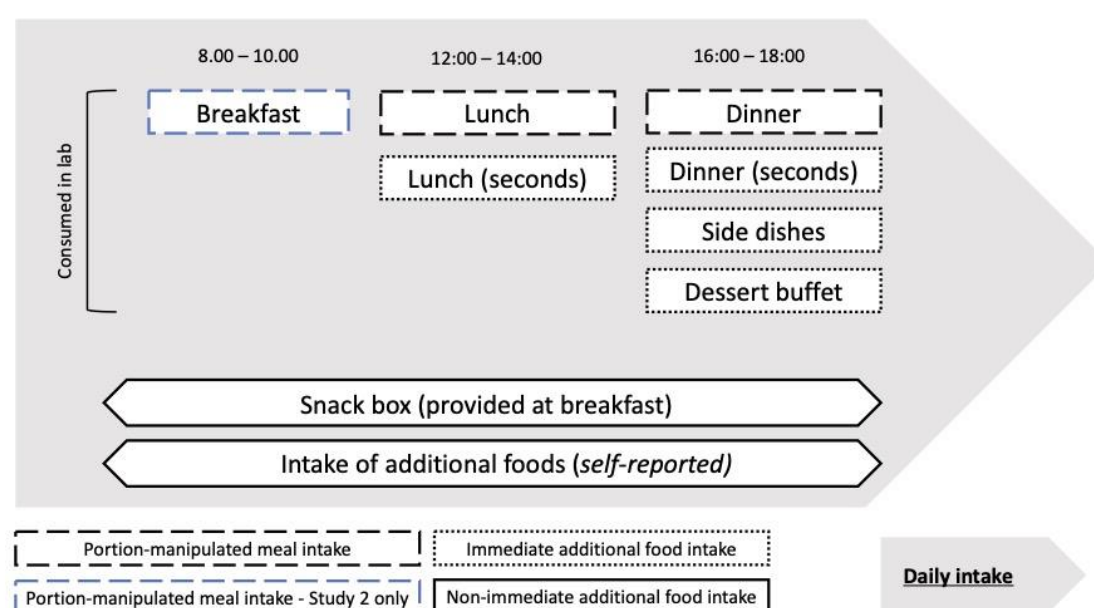 8.00 – 10.00
12:00 – 14:00
16:00 – 18:00
Breakfast
Lunch
Dinner
Lunch (seconds)
Dinner (seconds)
Side dishes
Dessert buffet
Consumed in lab
Snack box (provided at breakfast)
Intake of additional foods (self-reported)
Portion-manipulated meal intake
Immediate additional food intake
Portion-manipulated meal intake - Study 2 only
Non-immediate additional food intake
Daily intake